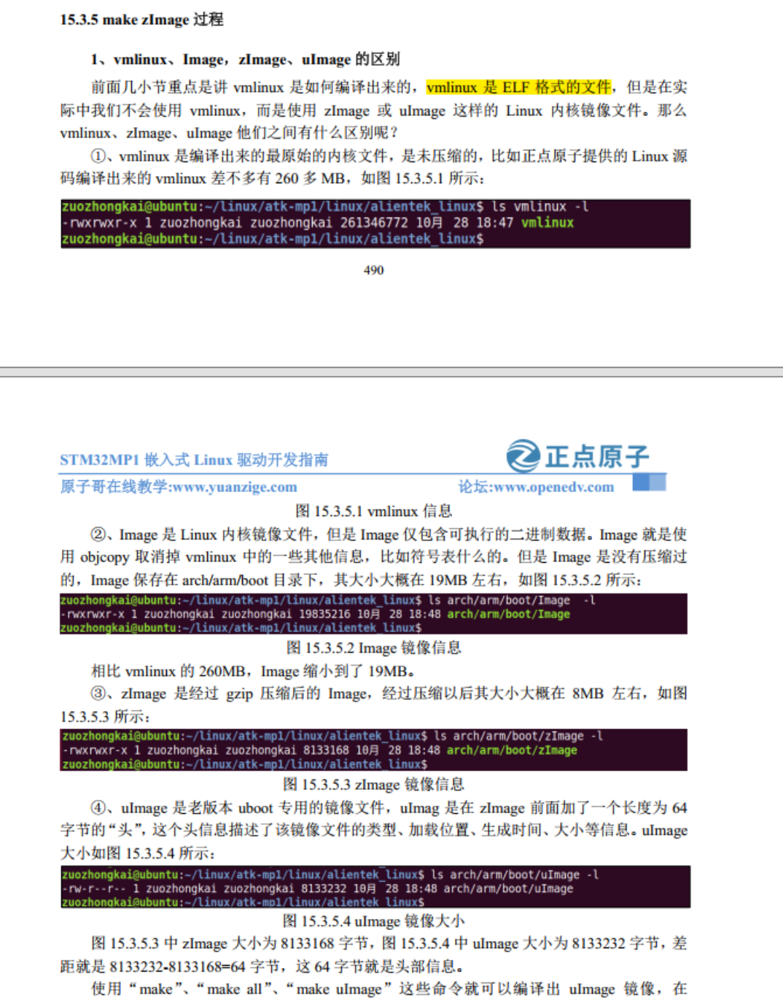 15.3.5 make zImage 过程
1、vmlinux、Image，zImage、uImage 的区别
前面几小节重点是讲 vmlinux 是如何编译出来的，vmlinux 是 ELF 格式的文件，但是在实
际中我们不会使用 vmlinux，而是使用 zImage 或 uImage 这样的 Linux 内核镜像文件。那么
vmlinux、zImage、uImage 他们之间有什么区别呢？
①、vmlinux 是编译出来的最原始的内核文件，是未压缩的，比如正点原子提供的 Linux 源
码编译出来的 vmlinux 差不多有 260 多 MB，如图 15.3.5.1 所示：
zuozhongkai@ubuntu:~/linux/atk-mp1/linux/alientek_linux$ ls vmlinux -l
-rwxrwxr-x 1 zuozhongkai zuozhongkai 261346772 10月 28 18:47 vmlinux
zuozhongkai@ubuntu:~/linux/atk-mp1/linux/alientek_linux$
490
正点原子
STM32MP1 嵌入式 Linux 驱动开发指南
原子哥在线教学:www.yuanzige.com 论坛:www.openedv.com
图 15.3.5.1 vmlinux 信息
②、Image 是 Linux 内核镜像文件，但是 Image 仅包含可执行的二进制数据。Image 就是使
用 objcopy 取消掉 vmlinux 中的一些其他信息，比如符号表什么的。但是 Image 是没有压缩过
的，Image 保存在 arch/arm/boot 目录下，其大小大概在 19MB 左右，如图 15.3.5.2 所示：
zuozhongkai@ubuntu:~/linux/atk-mp1/linux/alientek_linux$ ls arch/arm/boot/Image -l
-rwxrwxr-x 1 zuozhongkai zuozhongkai 19835216 10月 28 18:48 arch/arm/boot/Image
zuozhongkai@ubuntu:~/linux/atk-mp1/linux/alientek_linux$
图 15.3.5.2 Image 镜像信息
相比 vmlinux 的 260MB，Image 缩小到了 19MB。
③、zImage 是经过 gzip 压缩后的 Image，经过压缩以后其大小大概在 8MB 左右，如图
15.3.5.3 所示：
zuozhongkai@ubuntu:~/linux/atk-mp1/linux/alientek_linux$ ls arch/arm/boot/zImage -l
-rwxrwxr-x 1 zuozhongkai zuozhongkai 8133168 10月 28 18:48 arch/arm/boot/zImage
zuozhongkai@ubuntu:~/linux/atk-mp1/linux/alientek_linux$
图 15.3.5.3 zImage 镜像信息
④、uImage 是老版本 uboot 专用的镜像文件，uImag 是在 zImage 前面加了一个长度为 64
字节的“头”，这个头信息描述了该镜像文件的类型、加载位置、生成时间、大小等信息。uImage
大小如图 15.3.5.4 所示：
zuozhongkai@ubuntu:~/linux/atk-mp1/linux/alientek_linux$ ls arch/arm/boot/uImage -l
-rw-r--r-- 1 zuozhongkai zuozhongkai 8133232 10月 28 18:48 arch/arm/boot/uImage
zuozhongkai@ubuntu:~/linux/atk-mp1/linux/alientek_linux$
图 15.3.5.4 uImage 镜像大小
图 15.3.5.3 中 zImage 大小为 8133168 字节，图 15.3.5.4 中 uImage 大小为 8133232 字节，差
距就是 8133232-8133168=64 字节，这 64 字节就是头部信息。
使用“make”、“make all”、“make uImage”这些命令就可以编译出 uImage 镜像，在